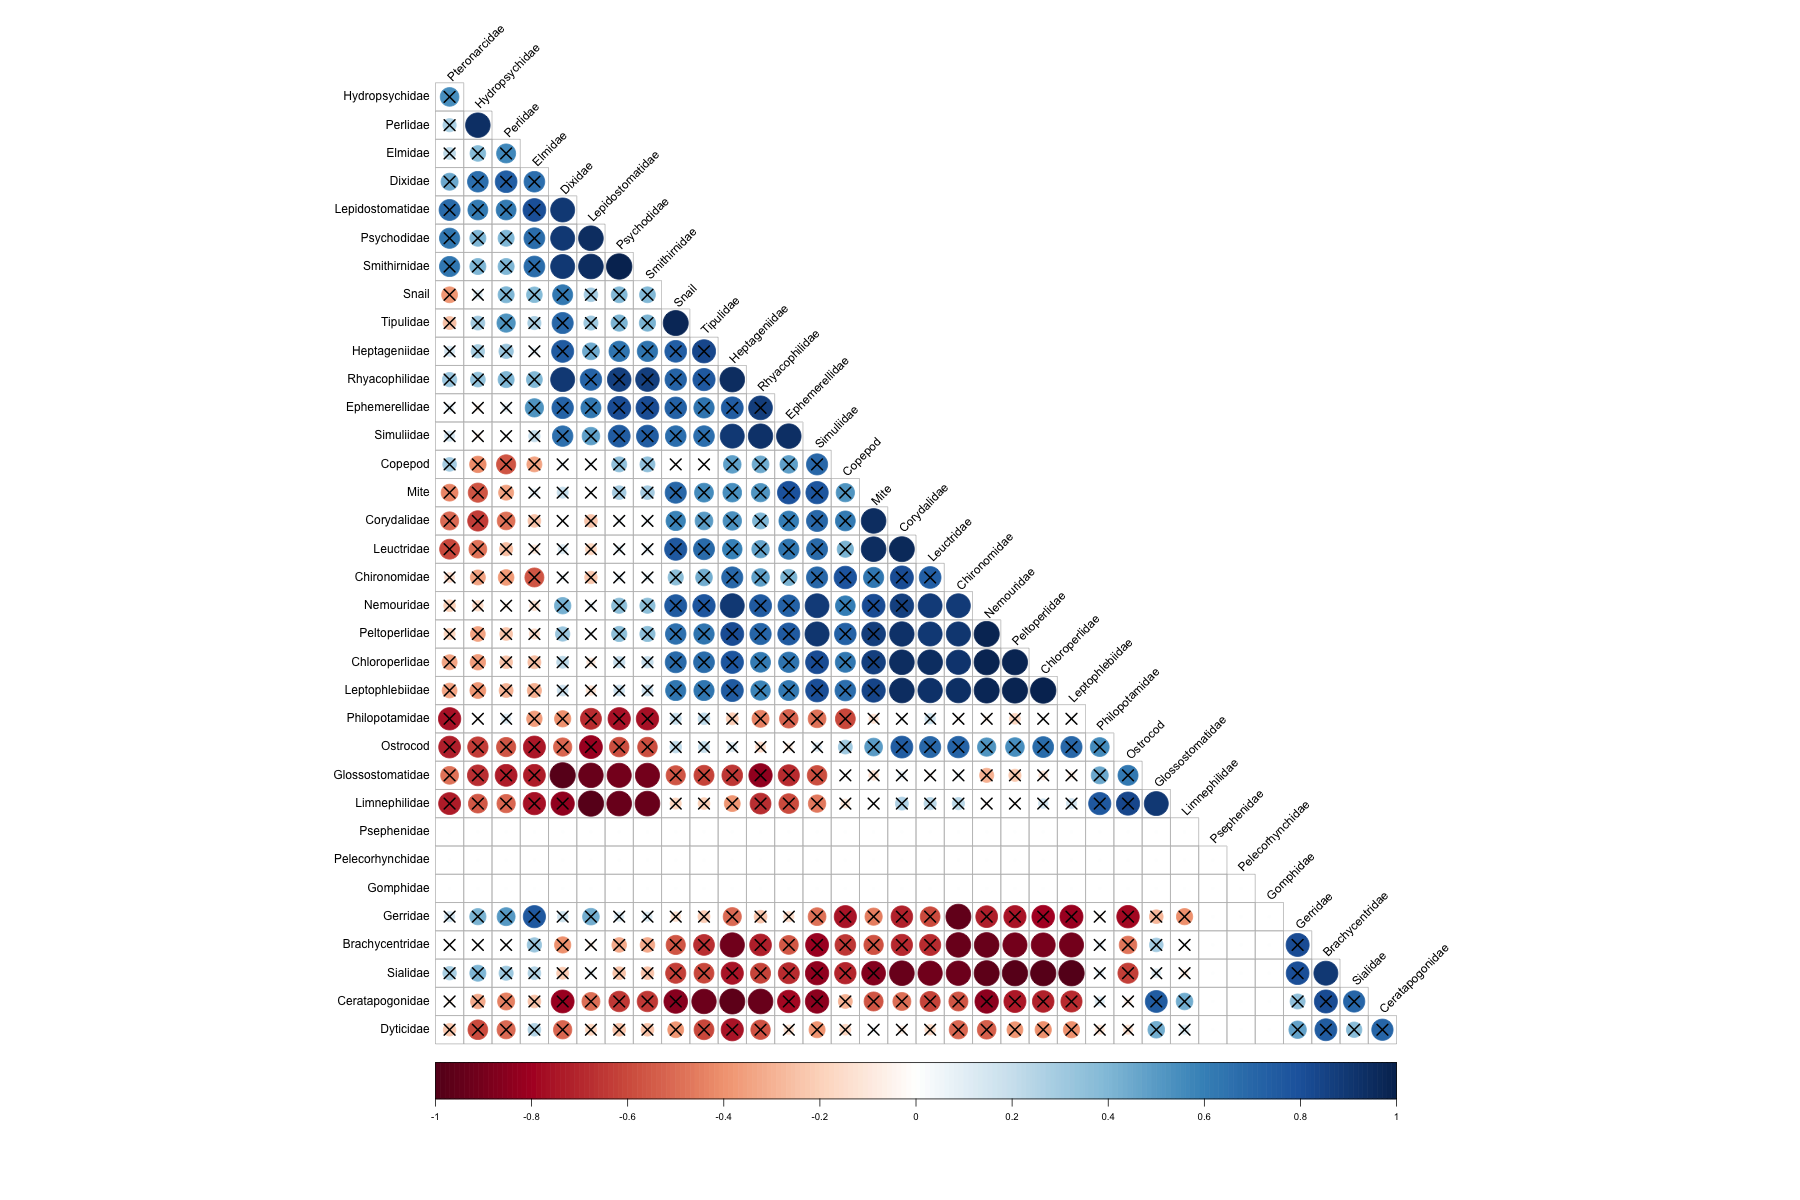 Pteronarcidae
Hydropsychidae
Hydropsychidae
Perlidae
Perlidae
Elmidae
Elmidae
Dixidae
Dixidae
Lepidostomatidae
Lepidostomatidae
Psychodidae
Psychodidae
Smithirnidae
Smithirnidae
Snail
Snail
Tipulidae
Tipulidae
Heptageniidae
Heptageniidae
Rhyacophilidae
Rhyacophilidae
Ephemerellidae
Ephemerellidae
Simuliidae
Simuliidae
Copepod
Copepod
Mite
Mite
Corydalidae
Corydalidae
Leuctridae
Leuctridae
Chironomidae
Chironomidae
Nemouridae
Nemouridae
Peltoperlidae
Peltoperlidae
Chloroperlidae
Chloroperlidae
Leptophlebiidae
Leptophlebiidae
Philopotamidae
Philopotamidae
Ostrocod
Ostrocod
Glossostomatidae
Glossostomatidae
Limnephilidae
Limnephilidae
Psephenidae
Psephenidae
Pelecorhynchidae
Pelecorhynchidae
Gomphidae
Gomphidae
Gerridae
Gerridae
Brachycentridae
Brachycentridae
Sialidae
Sialidae
Ceratapogonidae
Ceratapogonidae
Dyticidae
-1 -0.8 -0.6 -0.4 -0.2 0 0.2 0.4 0.6 0.8 1